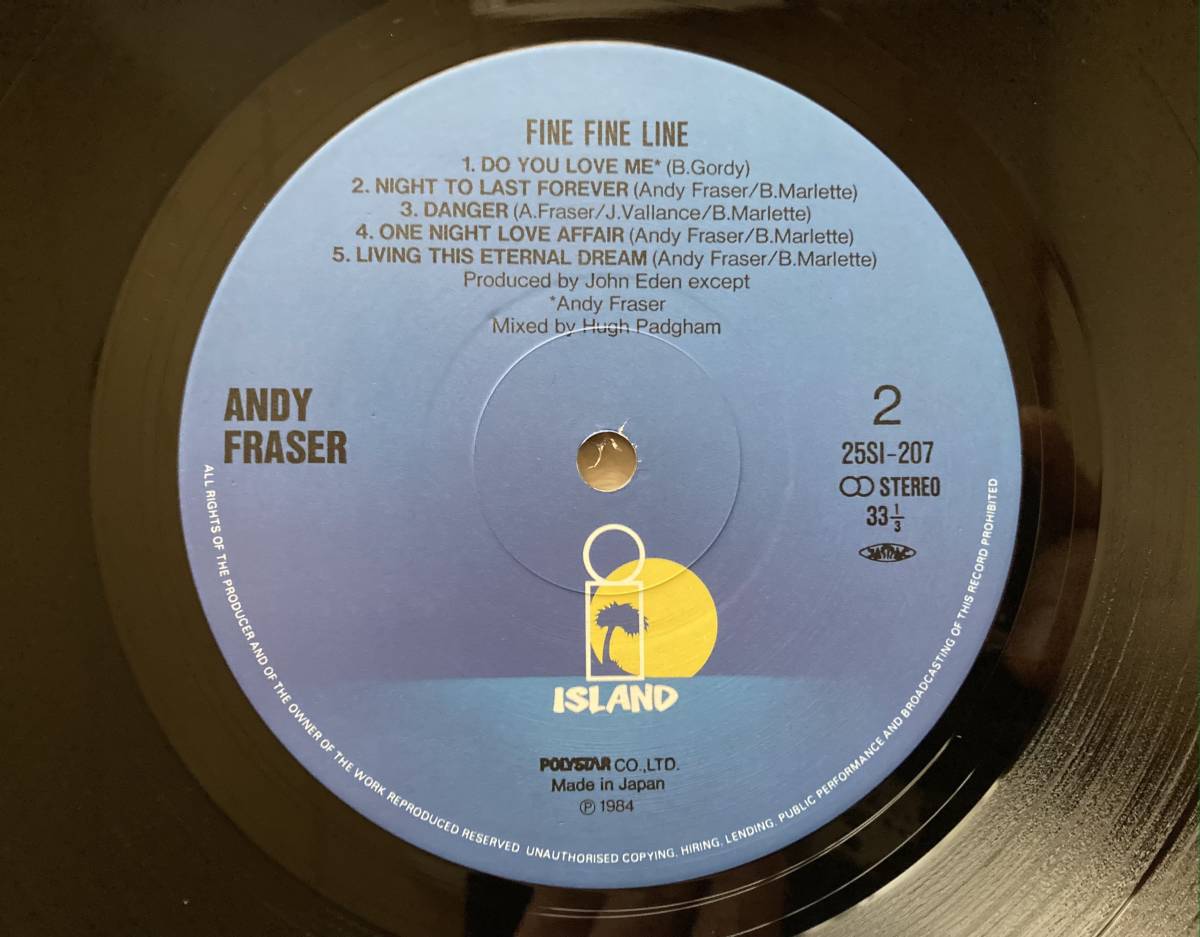 FINE FINE LINE
1. DO YOU LOVE ME* (B.Gordy)
2. NIGHT TO LAST FOREVER (Andy Fraser/B.Marlette)
3. DANGER (A.Fraser/J.Vallance/B.Marlette)
4. ONE NIGHT LOVE AFFAIR (Andy Fraser/B.Marlette)
5. LIVING THIS ETERNAL DREAM (Andy Fraser/B.Marlette)
Produced by John Eden except
*Andy Fraser
Mixed by Hugh Padgham
ANDY
FRASER
2
25SI-207
STEREO
33 1/3
JASRAC
ISLAND
POLYSTAR CO.,LTD.
Made in Japan
℗ 1984
ALL RIGHTS OF THE PRODUCER AND OF THE OWNER OF THE WORK REPRODUCED RESERVED UNAUTHORISED COPYING, HIRING, LENDING, PUBLIC PERFORMANCE AND BROADCASTING OF THIS RECORD PROHIBITED